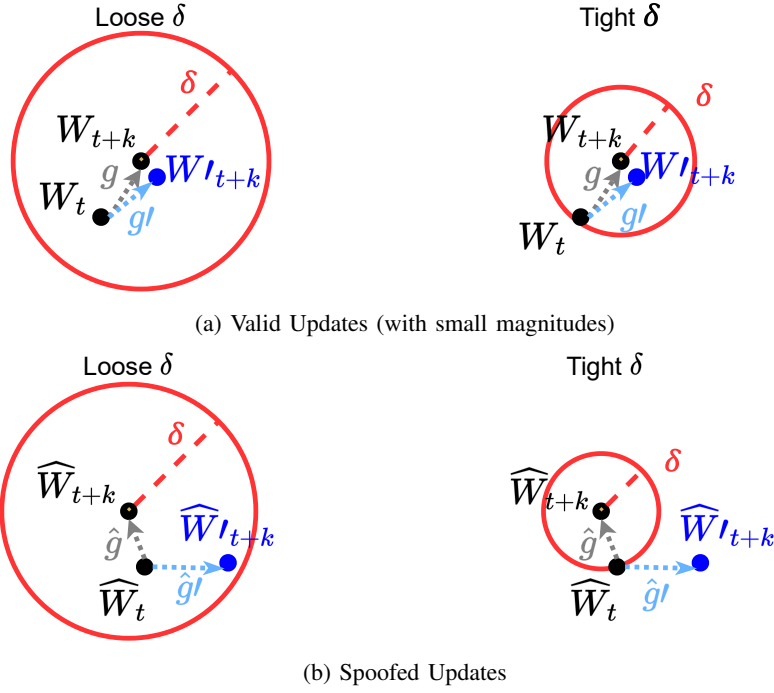 Loose δ
Tight δ
δ
δ
W_{t+k}
W_{t+k}
g
W′_{t+k}
g
W′_{t+k}
W_t
g′
g′
W_t
(a) Valid Updates (with small magnitudes)
Loose δ
Tight δ
δ
δ
Ŵ_{t+k}
Ŵ_{t+k}
Ŵ′_{t+k}
Ŵ′_{t+k}
ĝ
ĝ
ĝ′
ĝ′
Ŵ_t
Ŵ_t
(b) Spoofed Updates